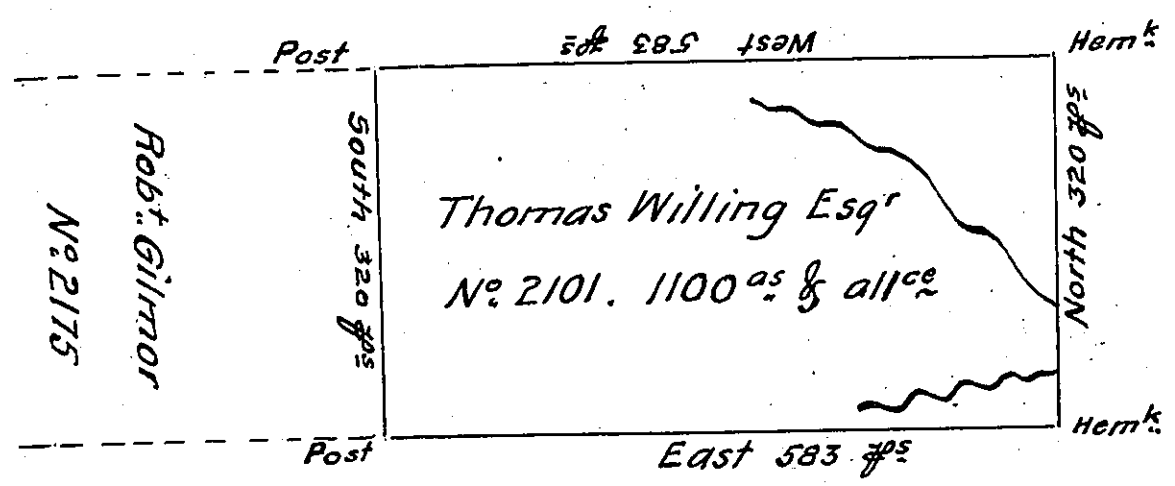 Post
West 583 ps
Hemk
South 320 ps
North 320 ps
Robt. Gilmor
No. 2175
Thomas Willing Esqr
No. 2101. 1100 as & allce
Post
East 583 ps
Hemk